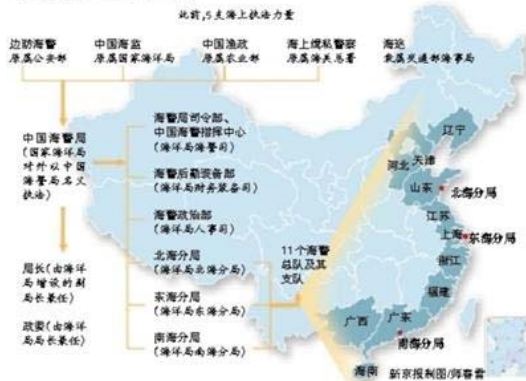 此前,5支海上执法力量
边防海警
原属公安部
中国海监
原属国家海洋局
中国渔政
原属农业部
海上缉私警察
原属海关总署
海巡
隶属交通部海事局
中国海警局
(国家海洋局
对外以中国
海警局名义
执法)
局长(由海洋
局增设的副
局长兼任)
政委(由海洋
局局长兼任)
海警局司令部、
中国海警指挥中心
(海洋局海警司)
海警后勤装备部
(海洋局财务装备司)
海警政治部
(海洋局人事司)
北海分局
(海洋局北海分局)
东海分局
(海洋局东海分局)
南海分局
(海洋局南海分局)
11个海警
总队及其
支队
辽宁
天津
河北
山东
北海分局
江苏
上海
东海分局
浙江
福建
广东
广西
南海分局
海南
新京报制图/师春雷